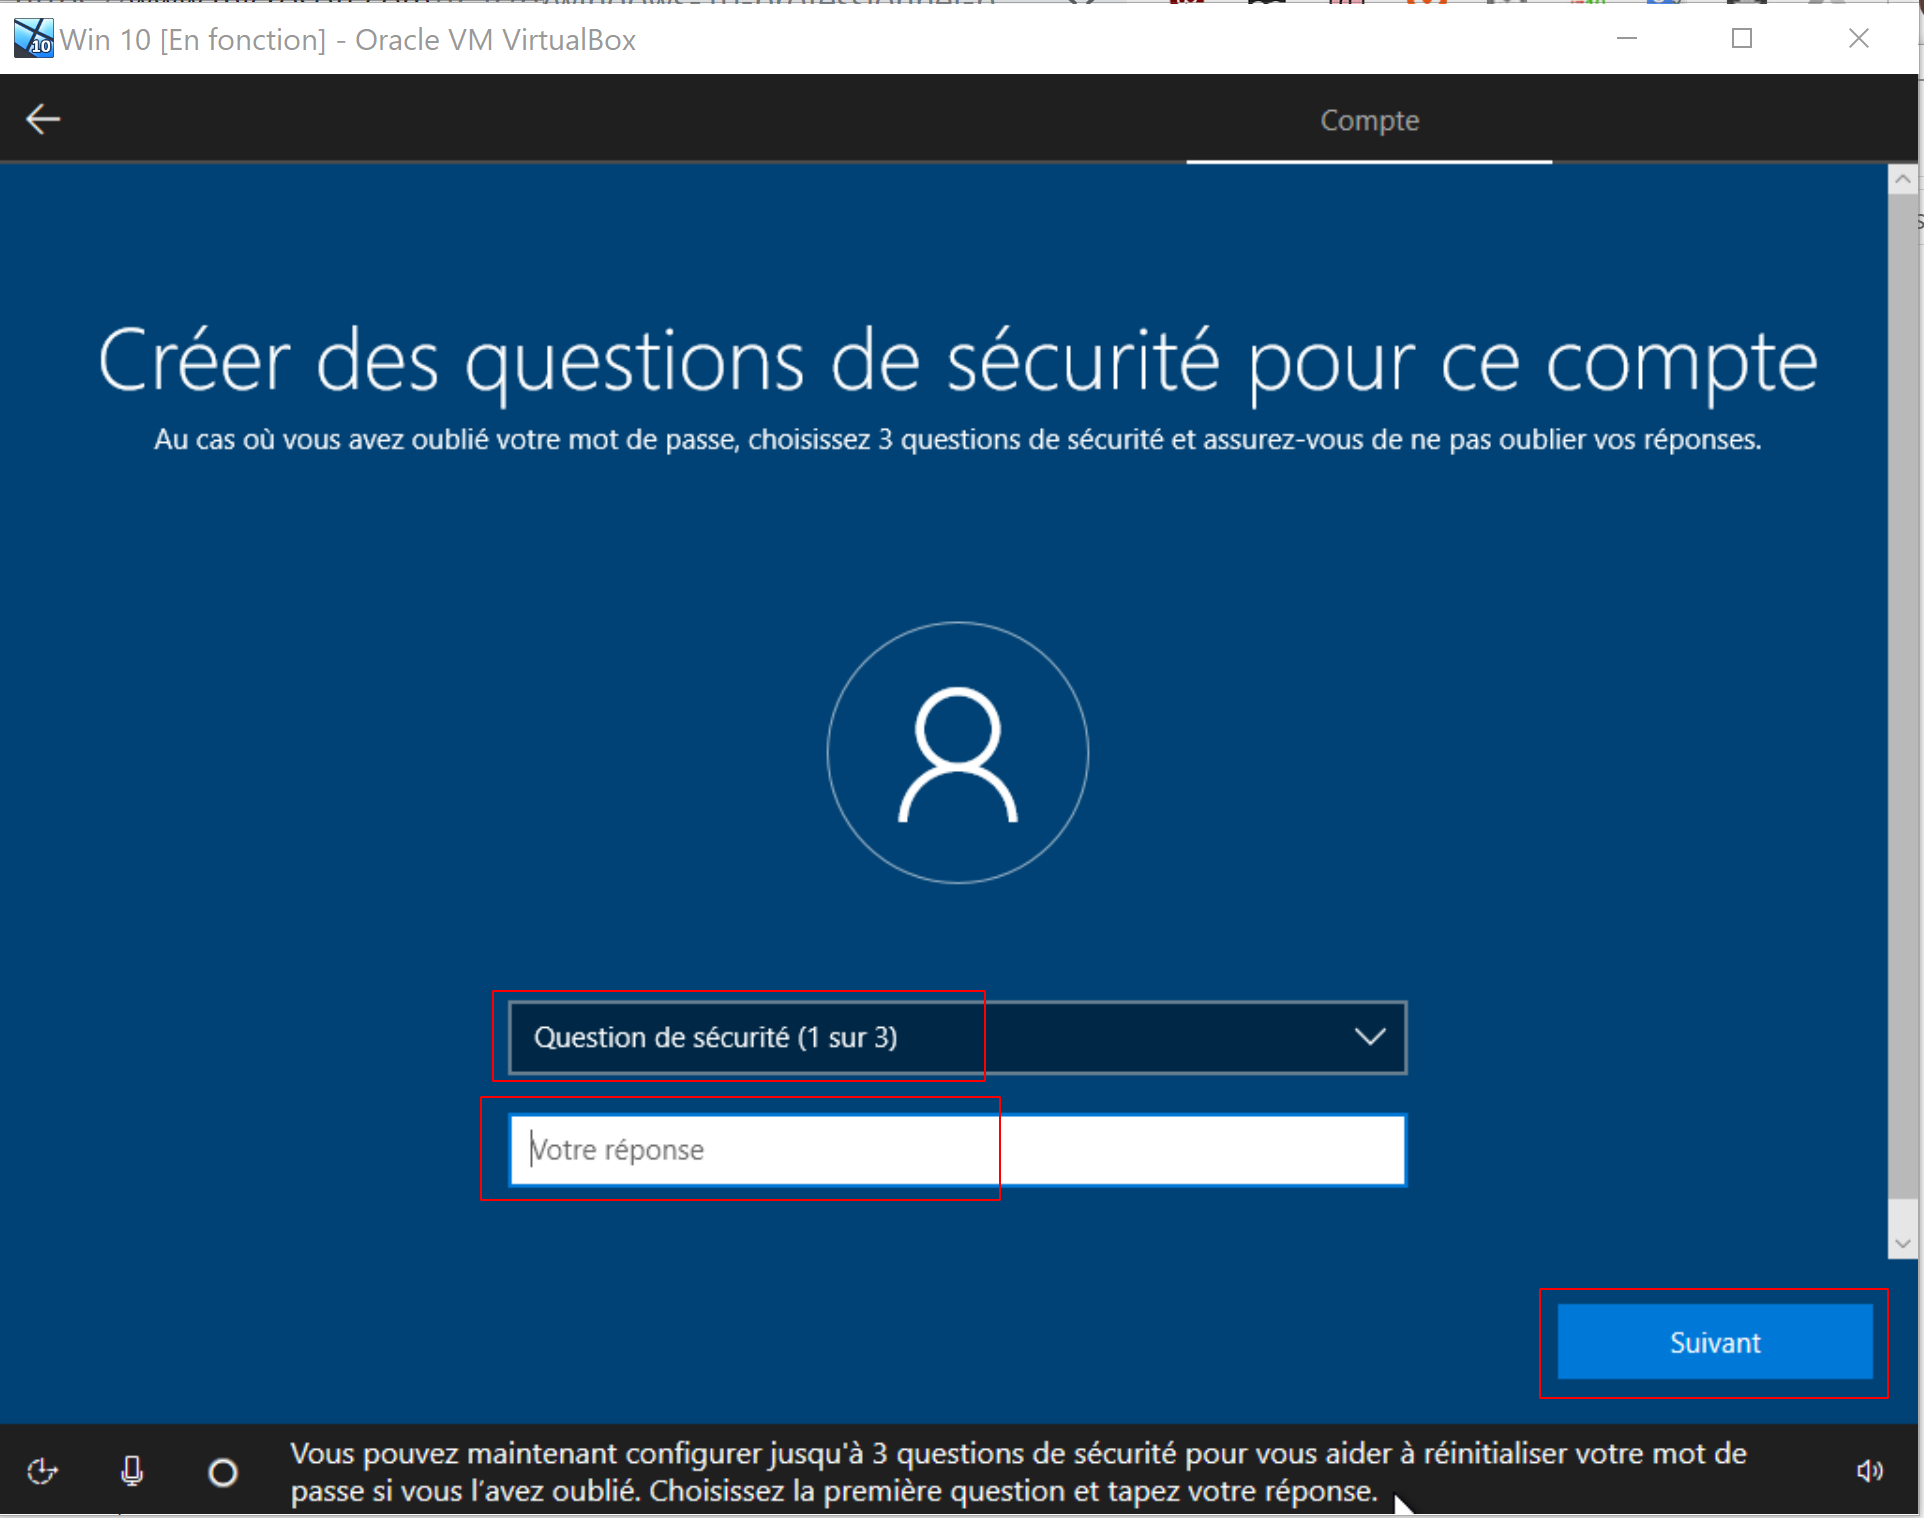 Win 10 [En fonction] - Oracle VM VirtualBox
Compte
Créer des questions de sécurité pour ce compte
Au cas où vous avez oublié votre mot de passe, choisissez 3 questions de sécurité et assurez-vous de ne pas oublier vos réponses.
Question de sécurité (1 sur 3)
Votre réponse
Suivant
Vous pouvez maintenant configurer jusqu'à 3 questions de sécurité pour vous aider à réinitialiser votre mot de
passe si vous l’avez oublié. Choisissez la première question et tapez votre réponse.